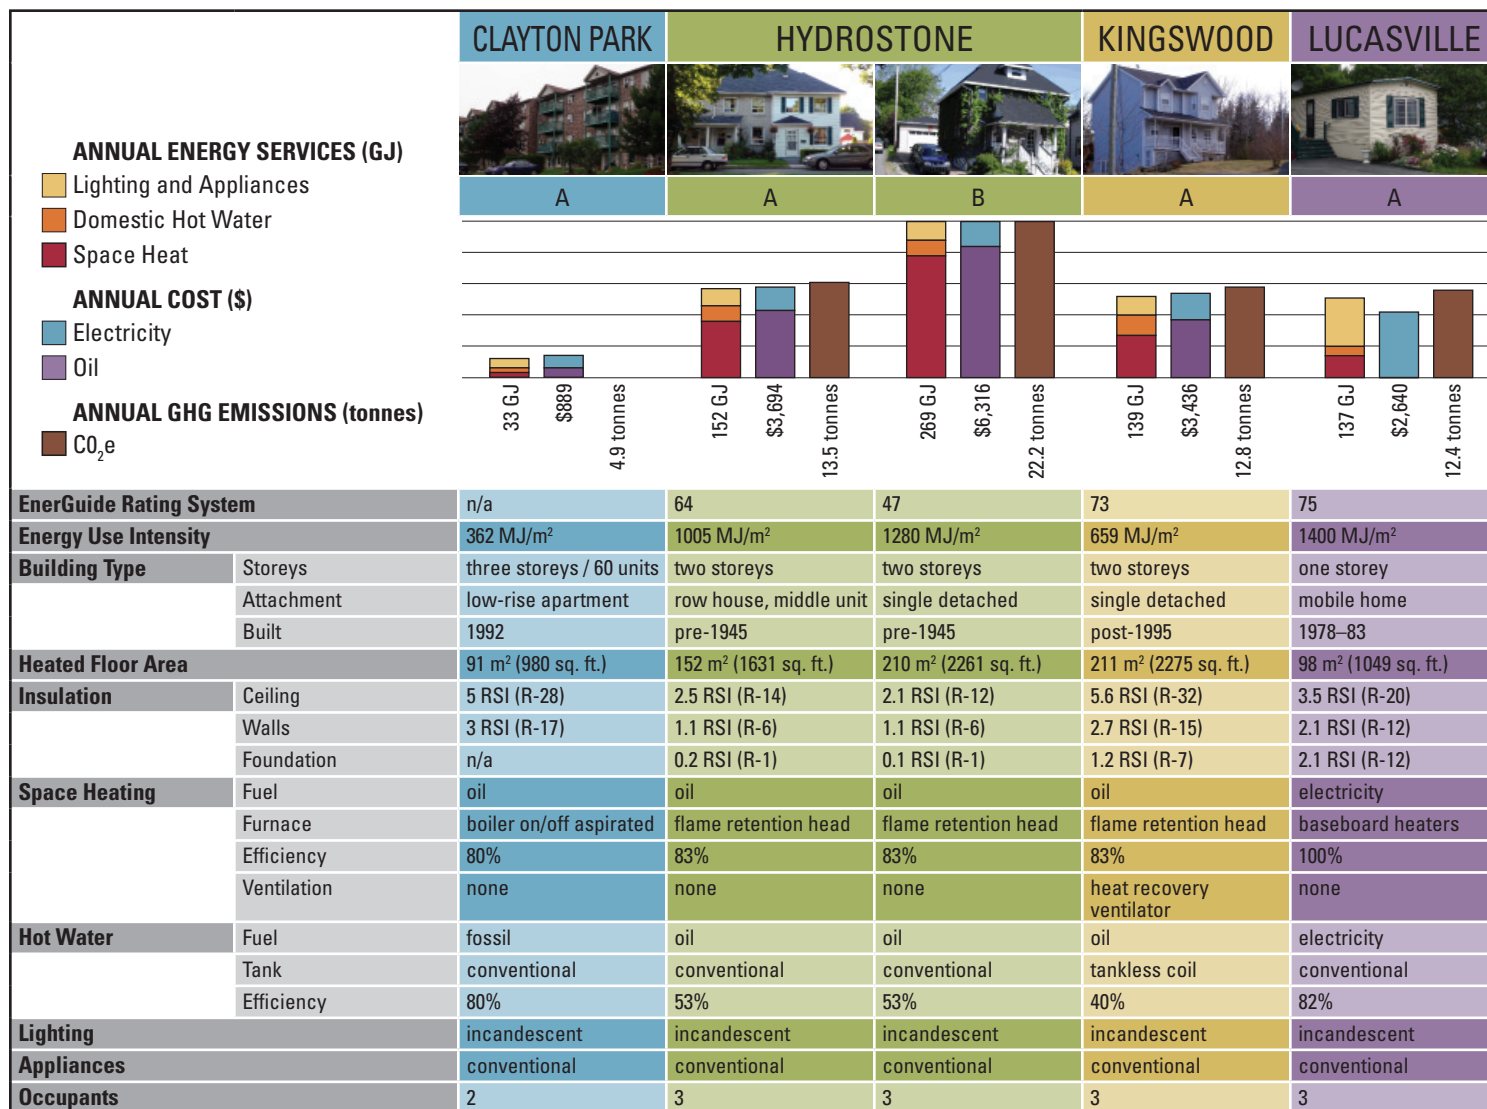 CLAYTON PARK HYDROSTONE KINGSWOOD LUCASVILLE
A A B A A
ANNUAL ENERGY SERVICES (GJ)
Lighting and Appliances
Domestic Hot Water
Space Heat
ANNUAL COST ($)
Electricity
Oil
ANNUAL GHG EMISSIONS (tonnes)
CO₂e
33 GJ $889 4.9 tonnes 152 GJ $3,694 13.5 tonnes 269 GJ $6,316 22.2 tonnes 139 GJ $3,436 12.8 tonnes 137 GJ $2,640 12.4 tonnes
EnerGuide Rating System n/a 64 47 73 75
Energy Use Intensity 362 MJ/m² 1005 MJ/m² 1280 MJ/m² 659 MJ/m² 1400 MJ/m²
Building Type Storeys three storeys / 60 units two storeys two storeys two storeys one storey
Attachment low-rise apartment row house, middle unit single detached single detached mobile home
Built 1992 pre-1945 pre-1945 post-1995 1978–83
Heated Floor Area 91 m² (980 sq. ft.) 152 m² (1631 sq. ft.) 210 m² (2261 sq. ft.) 211 m² (2275 sq. ft.) 98 m² (1049 sq. ft.)
Insulation Ceiling 5 RSI (R-28) 2.5 RSI (R-14) 2.1 RSI (R-12) 5.6 RSI (R-32) 3.5 RSI (R-20)
Walls 3 RSI (R-17) 1.1 RSI (R-6) 1.1 RSI (R-6) 2.7 RSI (R-15) 2.1 RSI (R-12)
Foundation n/a 0.2 RSI (R-1) 0.1 RSI (R-1) 1.2 RSI (R-7) 2.1 RSI (R-12)
Space Heating Fuel oil oil oil oil electricity
Furnace boiler on/off aspirated flame retention head flame retention head flame retention head baseboard heaters
Efficiency 80% 83% 83% 83% 100%
Ventilation none none none heat recovery none
ventilator
Hot Water Fuel fossil oil oil oil electricity
Tank conventional conventional conventional tankless coil conventional
Efficiency 80% 53% 53% 40% 82%
Lighting incandescent incandescent incandescent incandescent incandescent
Appliances conventional conventional conventional conventional conventional
Occupants 2 3 3 3 3